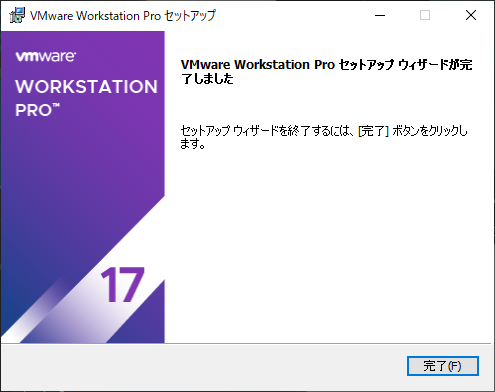 VMware Workstation Pro セットアップ
vmware®
WORKSTATION
PRO™
17
VMware Workstation Pro セットアップ ウィザードが完
了しました
セットアップ ウィザードを終了するには、[完了] ボタンをクリックし
ます。
完了(F)